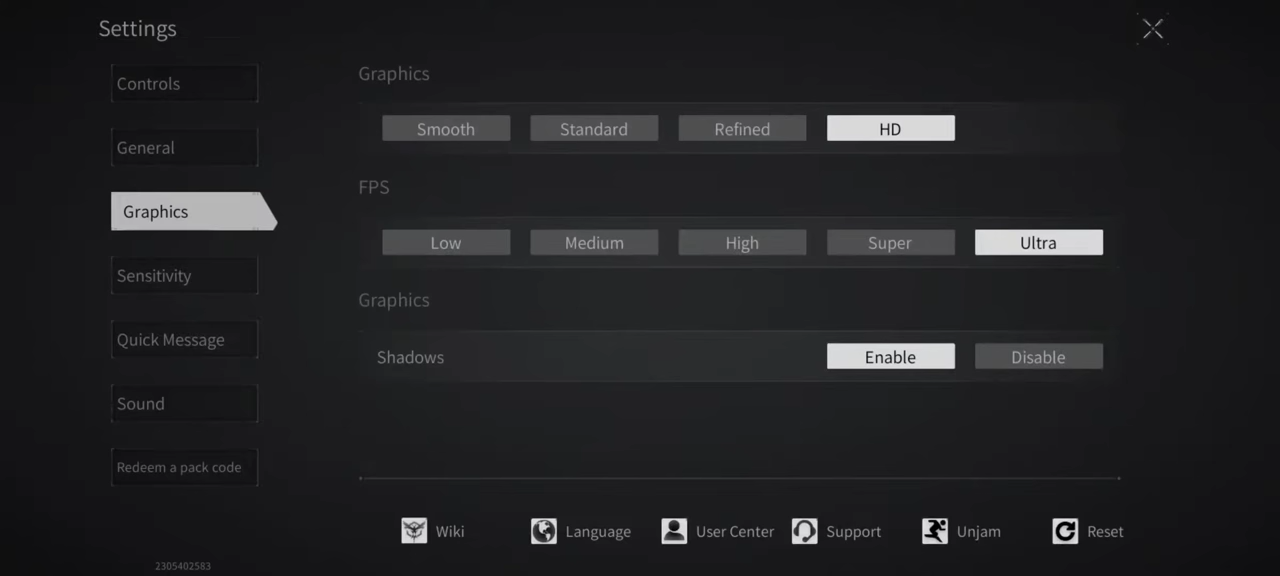 Settings
Controls
General
Graphics
Sensitivity
Quick Message
Sound
Redeem a pack code
2305402583
Graphics
Smooth Standard Refined HD
FPS
Low Medium High Super Ultra
Graphics
Shadows Enable Disable
Wiki Language User Center Support Unjam Reset